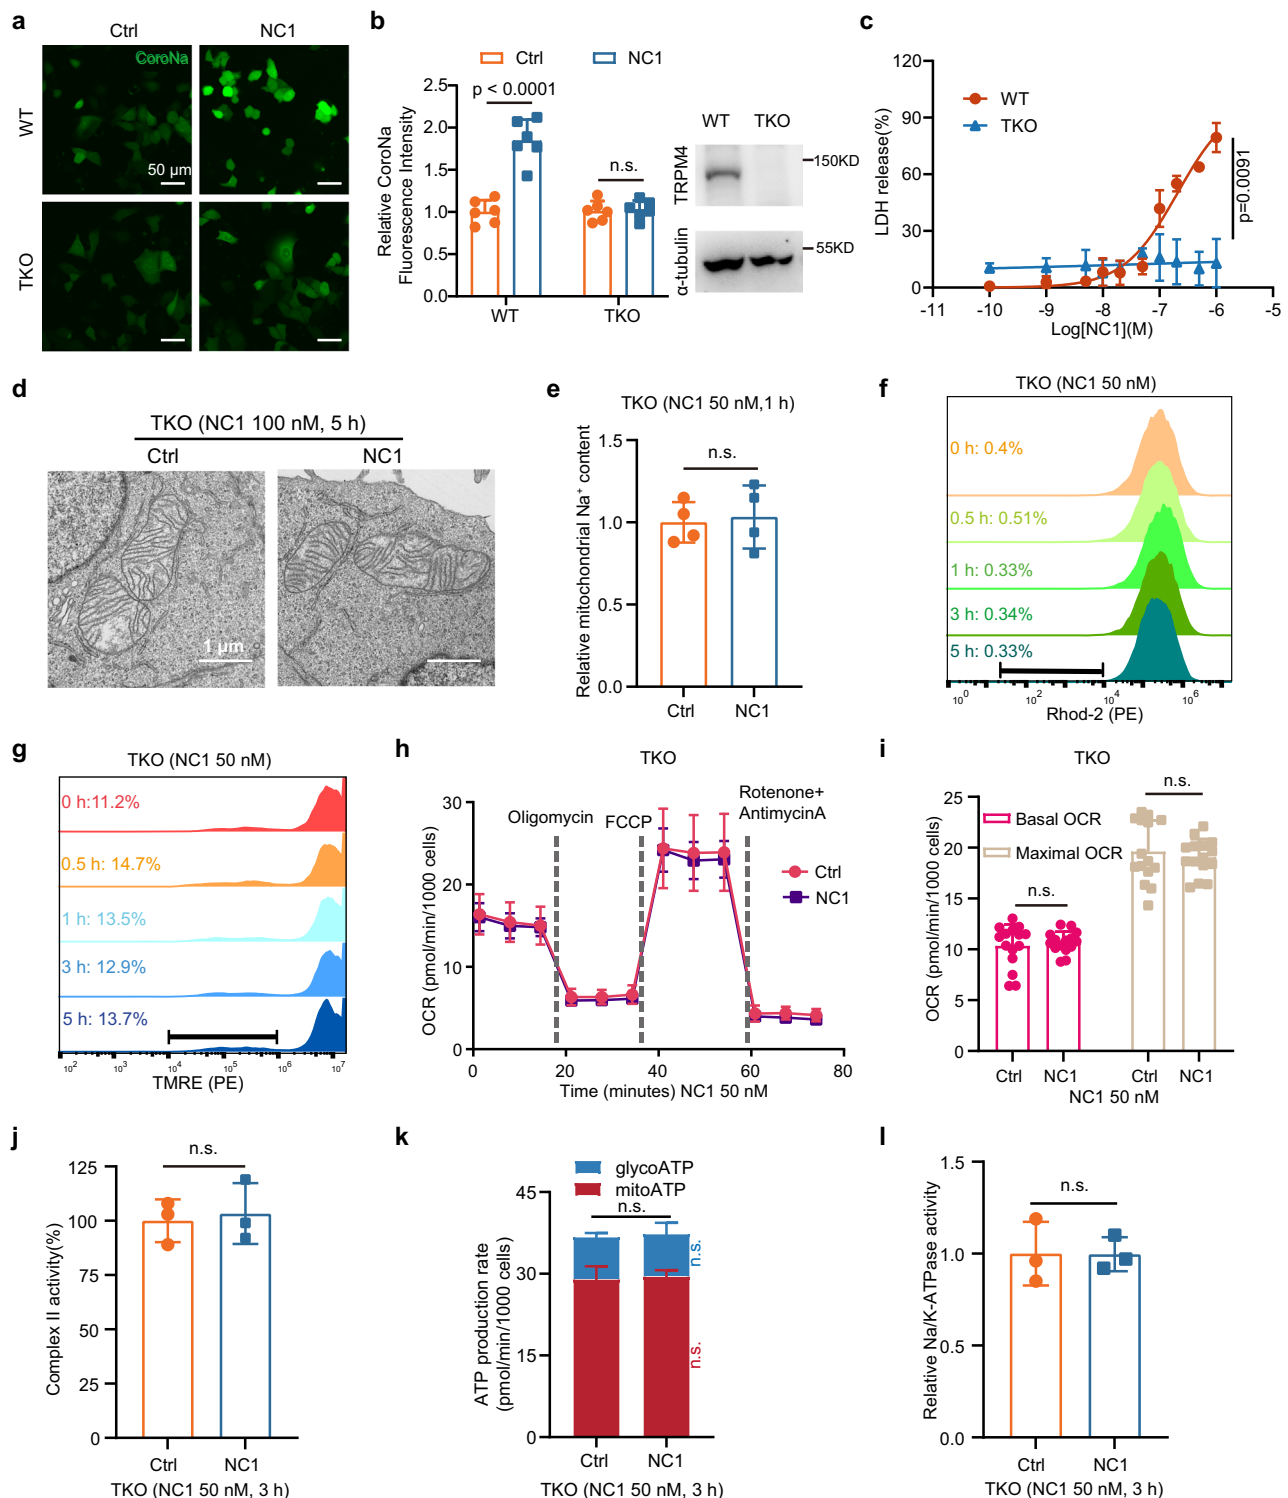 a
Ctrl
NC1
WT
TKO
CoroNa
50 μm
b
Ctrl
NC1
Relative CoroNa
Fluorescence Intensity
2.5
2.0
1.5
1.0
0.5
0.0
p < 0.0001
n.s.
WT
TKO
WT
TKO
TRPM4
150KD
α-tubulin
55KD
c
LDH release(%)
120
90
60
30
0
WT
TKO
p=0.0091
-11
-10
-9
-8
-7
-6
-5
Log[NC1](M)
d
TKO (NC1 100 nM, 5 h)
Ctrl
NC1
1 μm
e
TKO (NC1 50 nM,1 h)
Relative mitochondrial Na⁺ content
1.5
1.0
0.5
0.0
n.s.
Ctrl
NC1
f
TKO (NC1 50 nM)
0 h: 0.4%
0.5 h: 0.51%
1 h: 0.33%
3 h: 0.34%
5 h: 0.33%
10⁰
10²
10⁴
10⁶
Rhod-2 (PE)
g
TKO (NC1 50 nM)
0 h:11.2%
0.5 h: 14.7%
1 h: 13.5%
3 h: 12.9%
5 h: 13.7%
10²
10³
10⁴
10⁵
10⁶
10⁷
TMRE (PE)
h
TKO
OCR (pmol/min/1000 cells)
30
20
10
0
Oligomycin
FCCP
Rotenone+
AntimycinA
Ctrl
NC1
0
20
40
60
80
Time (minutes) NC1 50 nM
i
TKO
OCR (pmol/min/1000 cells)
25
20
15
10
5
0
Basal OCR
Maximal OCR
n.s.
n.s.
Ctrl
NC1
Ctrl
NC1
NC1 50 nM
j
Complex II activity(%)
125
100
75
50
25
0
n.s.
Ctrl
NC1
TKO (NC1 50 nM, 3 h)
k
glycoATP
mitoATP
ATP production rate
(pmol/min/1000 cells)
45
30
15
0
n.s.
n.s.
n.s.
Ctrl
NC1
TKO (NC1 50 nM, 3 h)
l
Relative Na/K-ATPase activity
1.5
1.0
0.5
0.0
n.s.
Ctrl
NC1
TKO (NC1 50 nM, 3 h)